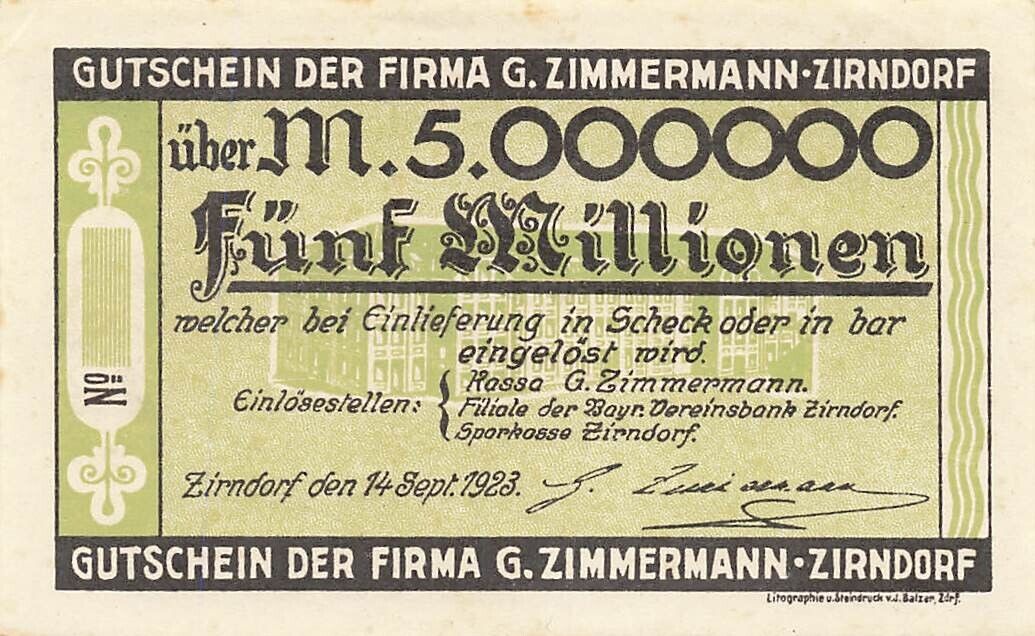 GUTSCHEIN DER FIRMA G. ZIMMERMANN·ZIRNDORF
über M. 5.000000
Fünf Millionen
welcher bei Einlieferung in Scheck oder in bar
eingelöst wird.
Einlösestellen: { Kassa G. Zimmermann.
Filiale der Bayr. Vereinsbank Zirndorf.
Sparkasse Zirndorf.
No:
Zirndorf den 14 Sept. 1923. G. Zimmermann
GUTSCHEIN DER FIRMA G. ZIMMERMANN·ZIRNDORF
Litographie u. Steindruck v. J. Balzer, Zdrf.